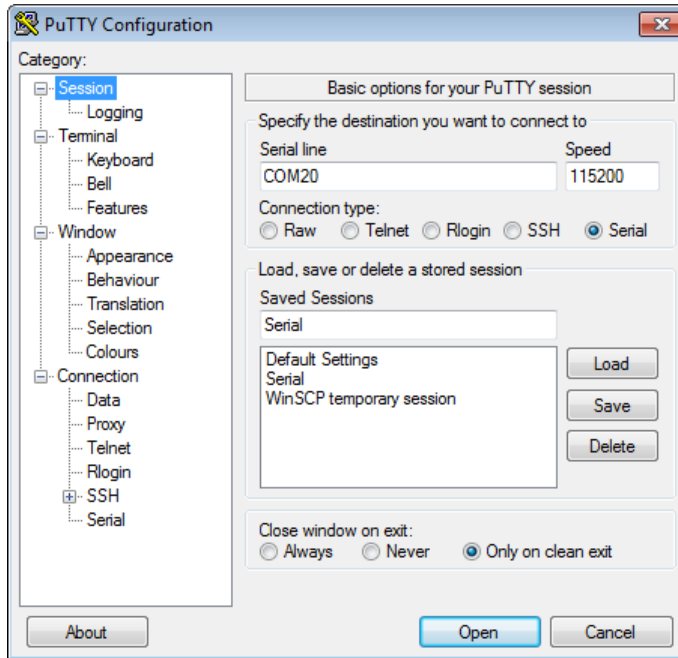 PuTTY Configuration
Category:
Session
Logging
Terminal
Keyboard
Bell
Features
Window
Appearance
Behaviour
Translation
Selection
Colours
Connection
Data
Proxy
Telnet
Rlogin
SSH
Serial
Basic options for your PuTTY session
Specify the destination you want to connect to
Serial line Speed
COM20 115200
Connection type:
Raw Telnet Rlogin SSH Serial
Load, save or delete a stored session
Saved Sessions
Serial
Default Settings
Serial
WinSCP temporary session
Load
Save
Delete
Close window on exit:
Always Never Only on clean exit
About Open Cancel